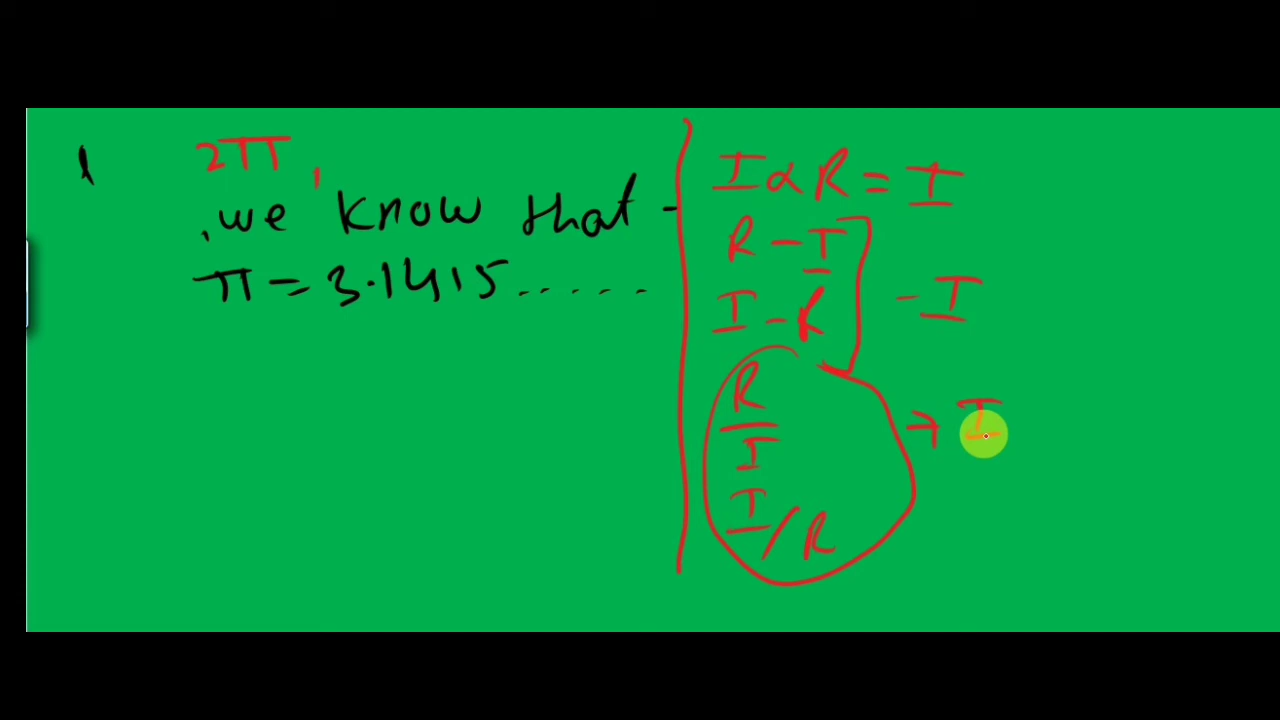 2π,
we know that -
π = 3.1415......
I α R = I
R - I
I - R
- I
R
I
I/R
→ I